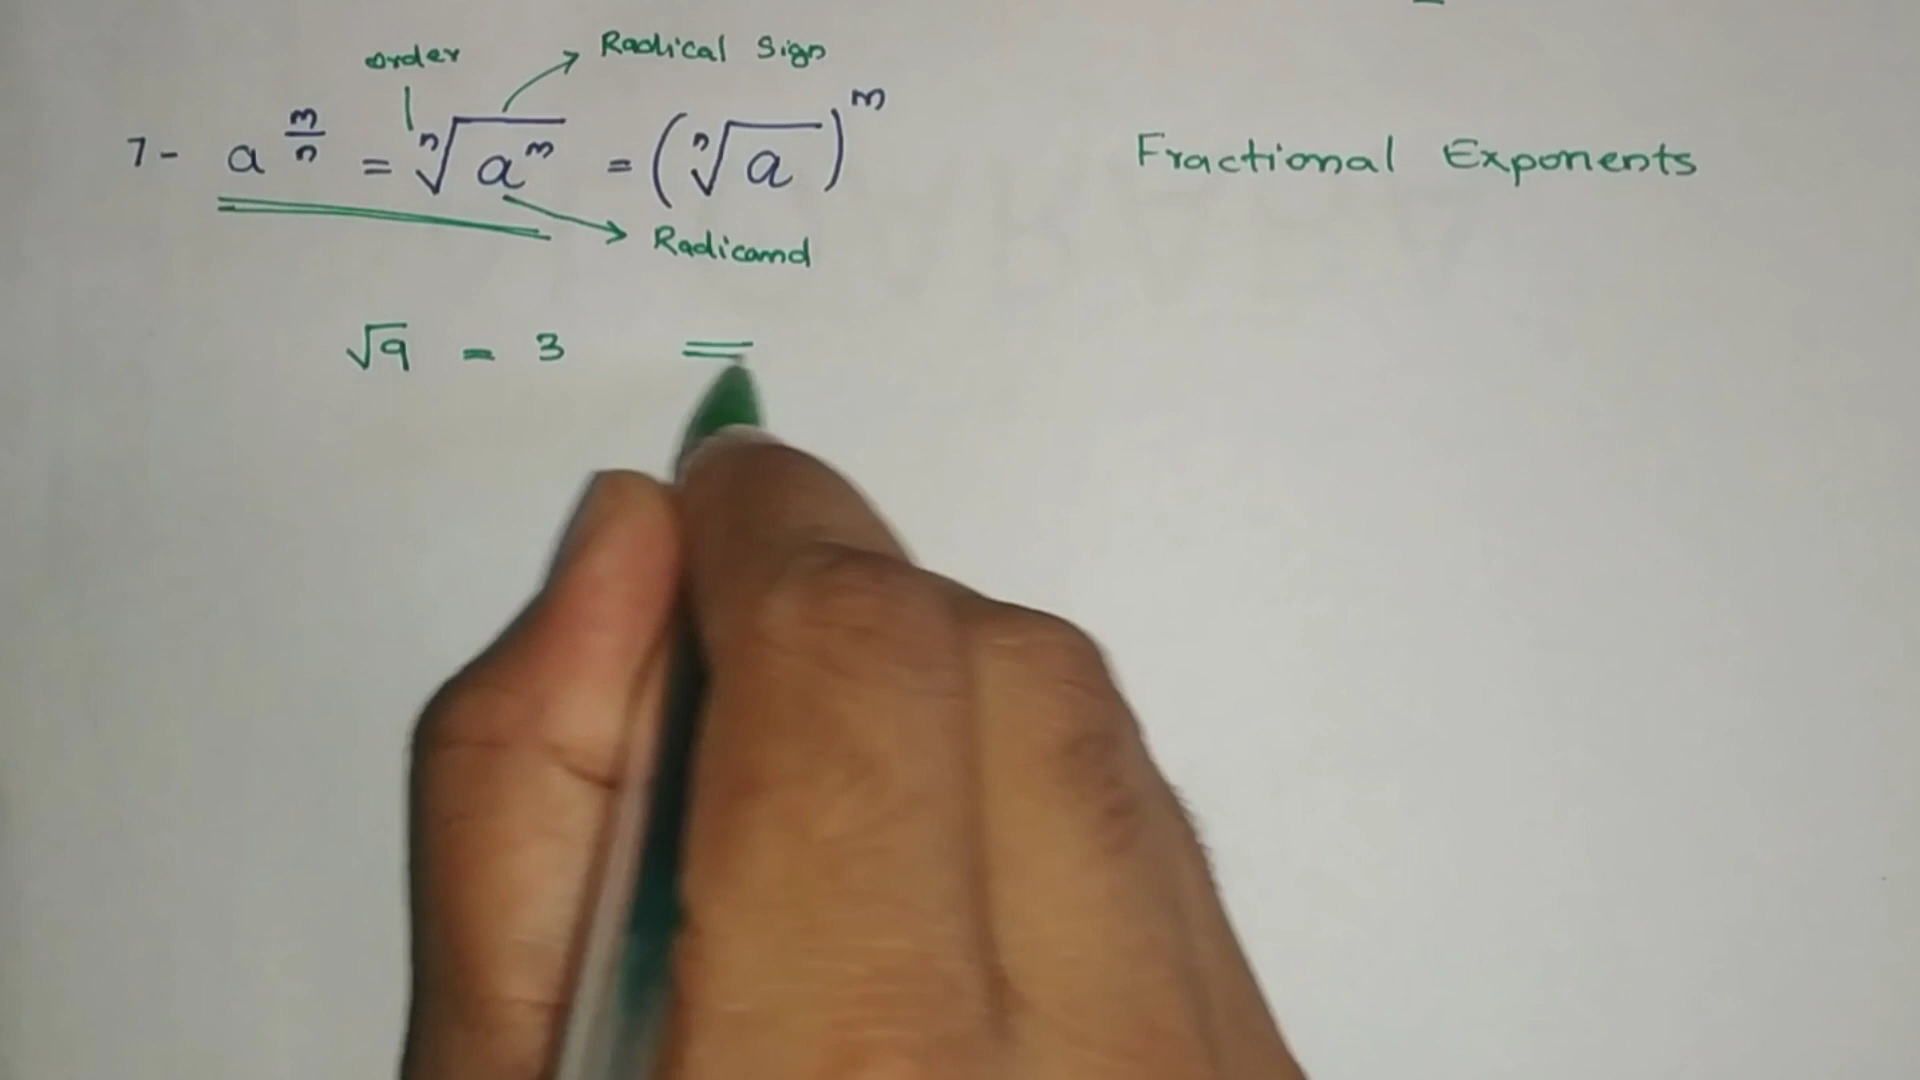 order
Radical Sign
7- a^(m/n) = ⁿ√(a^m) = (ⁿ√a)^m
Fractional Exponents
Radicand
√9 = 3 =